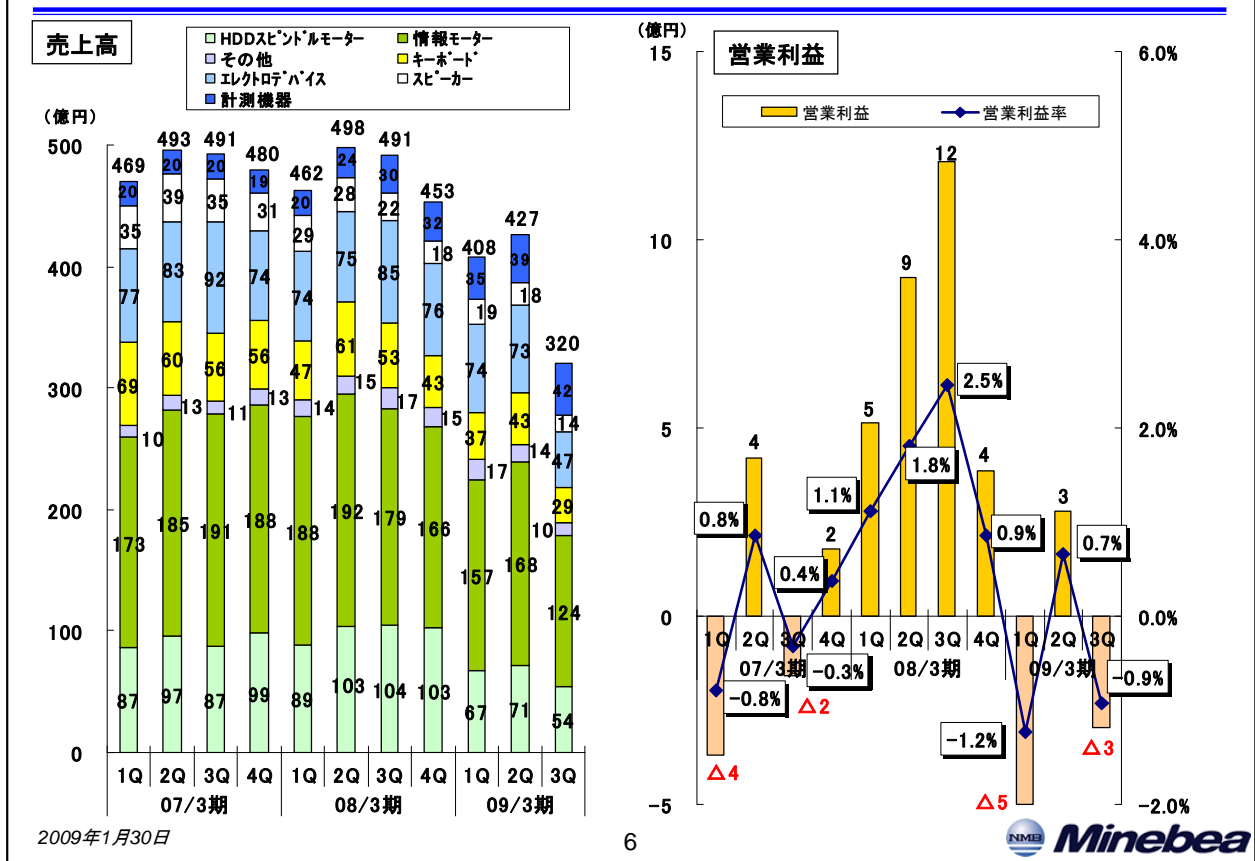 売上高
HDDスピンドルモーター 情報モーター
その他 キーボード
エレクトロデバイス スピーカー
計測機器
(億円)
500
400
300
200
100
0
469 493 491 480 462 498 491 453 408 427 320
20 20 20 19 20 24 30 32 35 39 42
35 39 35 31 29 28 22 18 19 18 14
77 83 92 74 74 75 85 76 74 73 47
69 60 56 56 47 61 53 43 37 43 29
10 13 11 13 14 15 17 15 17 14 10
173 185 191 188 188 192 179 166 157 168 124
87 97 87 99 89 103 104 103 67 71 54
1Q 2Q 3Q 4Q 1Q 2Q 3Q 4Q 1Q 2Q 3Q
07/3期 08/3期 09/3期
(億円)
営業利益
営業利益 営業利益率
15
10
5
0
-5
6.0%
4.0%
2.0%
0.0%
-2.0%
4 2 5 9 12 4 3
△4 △2 △5 △3
-0.8% 0.8% -0.3% 0.4% 1.1% 1.8% 2.5% 0.9% -1.2% 0.7% -0.9%
1Q 2Q 3Q 4Q 1Q 2Q 3Q 4Q 1Q 2Q 3Q
07/3期 08/3期 09/3期
2009年1月30日
6
NMB Minebea